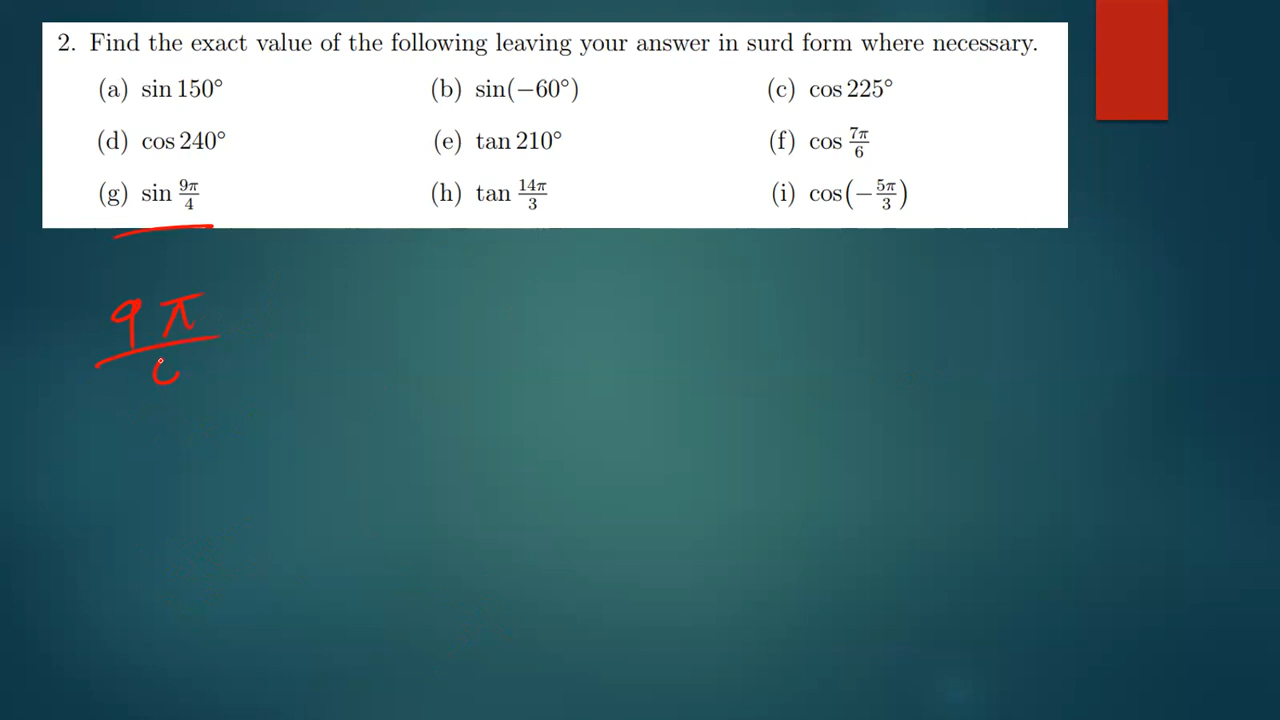 2. Find the exact value of the following leaving your answer in surd form where necessary.
(a) sin 150° (b) sin(−60°) (c) cos 225°
(d) cos 240° (e) tan 210° (f) cos 7π/6
(g) sin 9π/4 (h) tan 14π/3 (i) cos(−5π/3)
9π